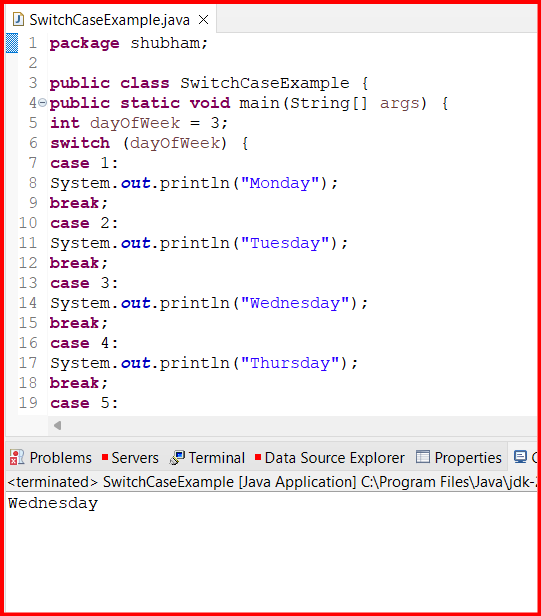 SwitchCaseExample.java
1 package shubham;
2
3 public class SwitchCaseExample {
4 public static void main(String[] args) {
5 int dayOfWeek = 3;
6 switch (dayOfWeek) {
7 case 1:
8 System.out.println("Monday");
9 break;
10 case 2:
11 System.out.println("Tuesday");
12 break;
13 case 3:
14 System.out.println("Wednesday");
15 break;
16 case 4:
17 System.out.println("Thursday");
18 break;
19 case 5:
Problems Servers Terminal Data Source Explorer Properties
<terminated> SwitchCaseExample [Java Application] C:\Program Files\Java\jdk-2
Wednesday